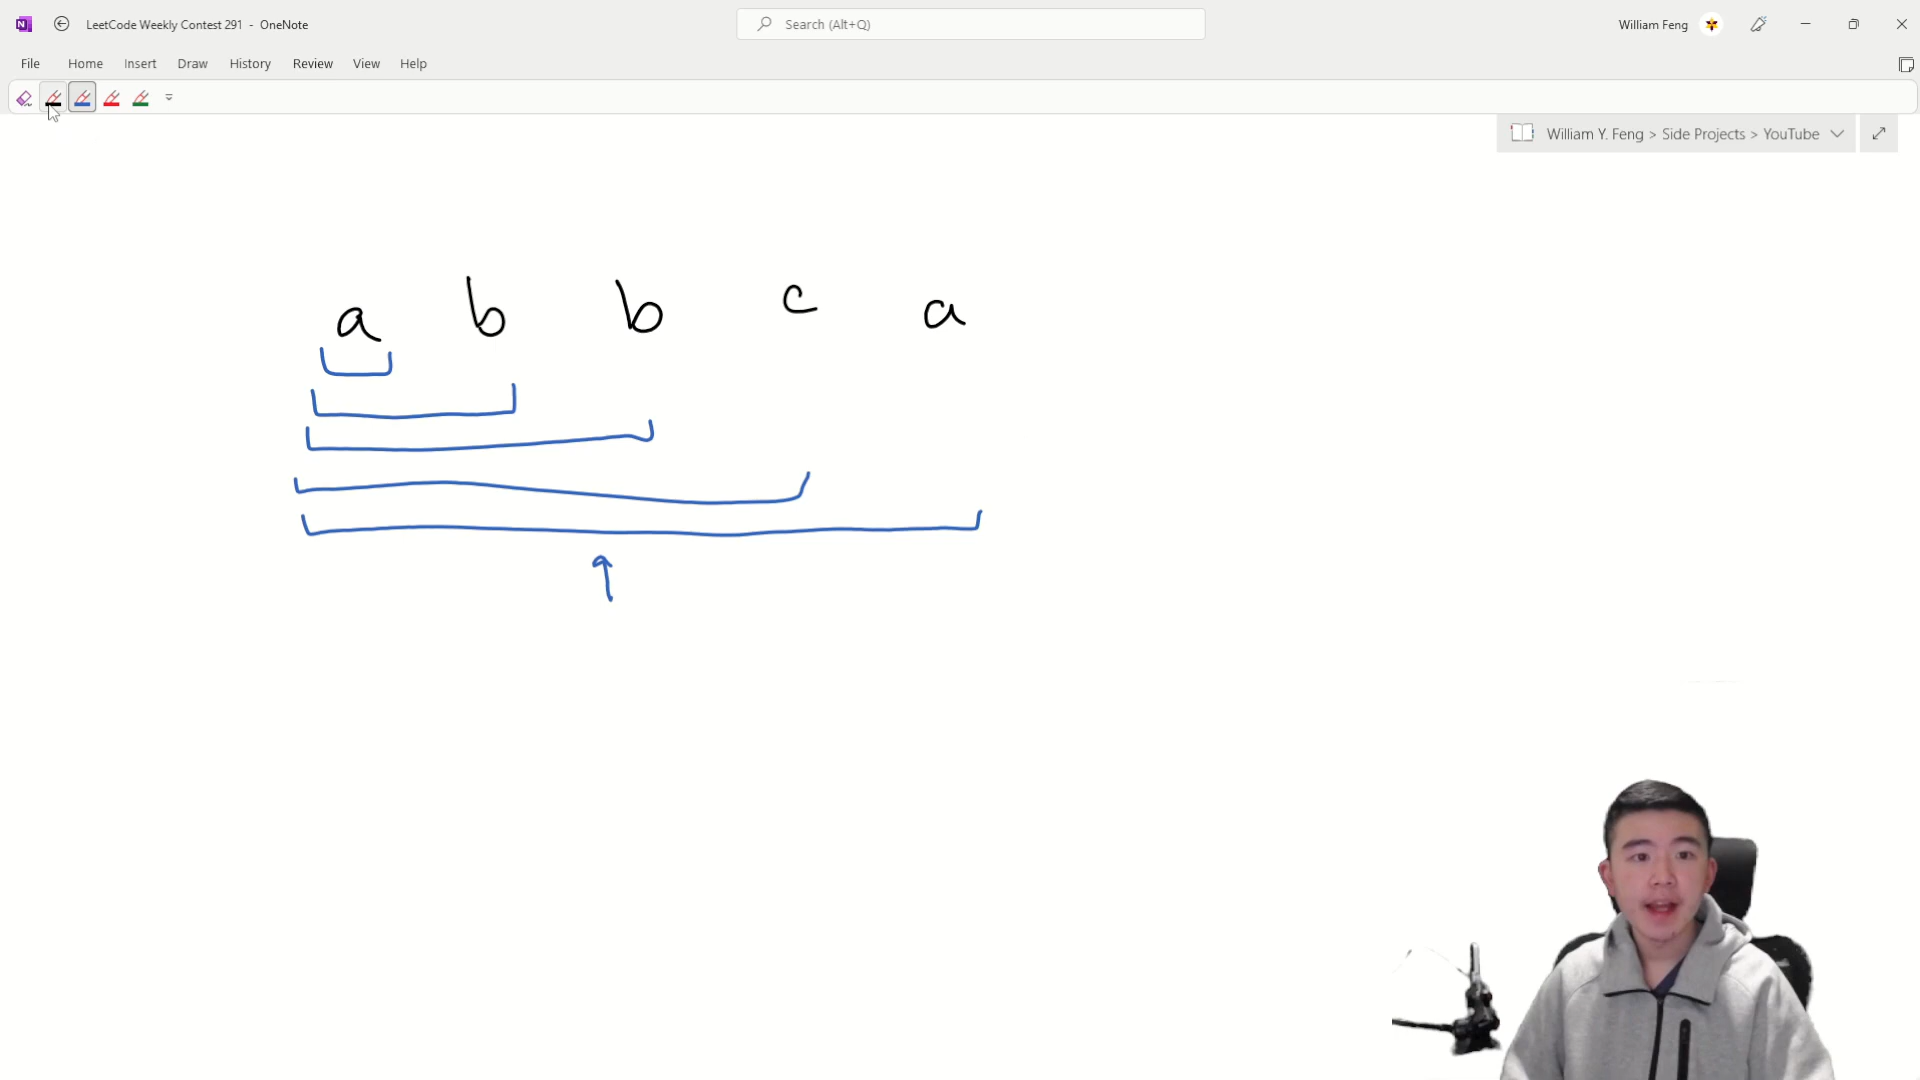 LeetCode Weekly Contest 291 - OneNote
Search (Alt+Q)
William Feng
File Home Insert Draw History Review View Help
William Y. Feng > Side Projects > YouTube
a b b c a